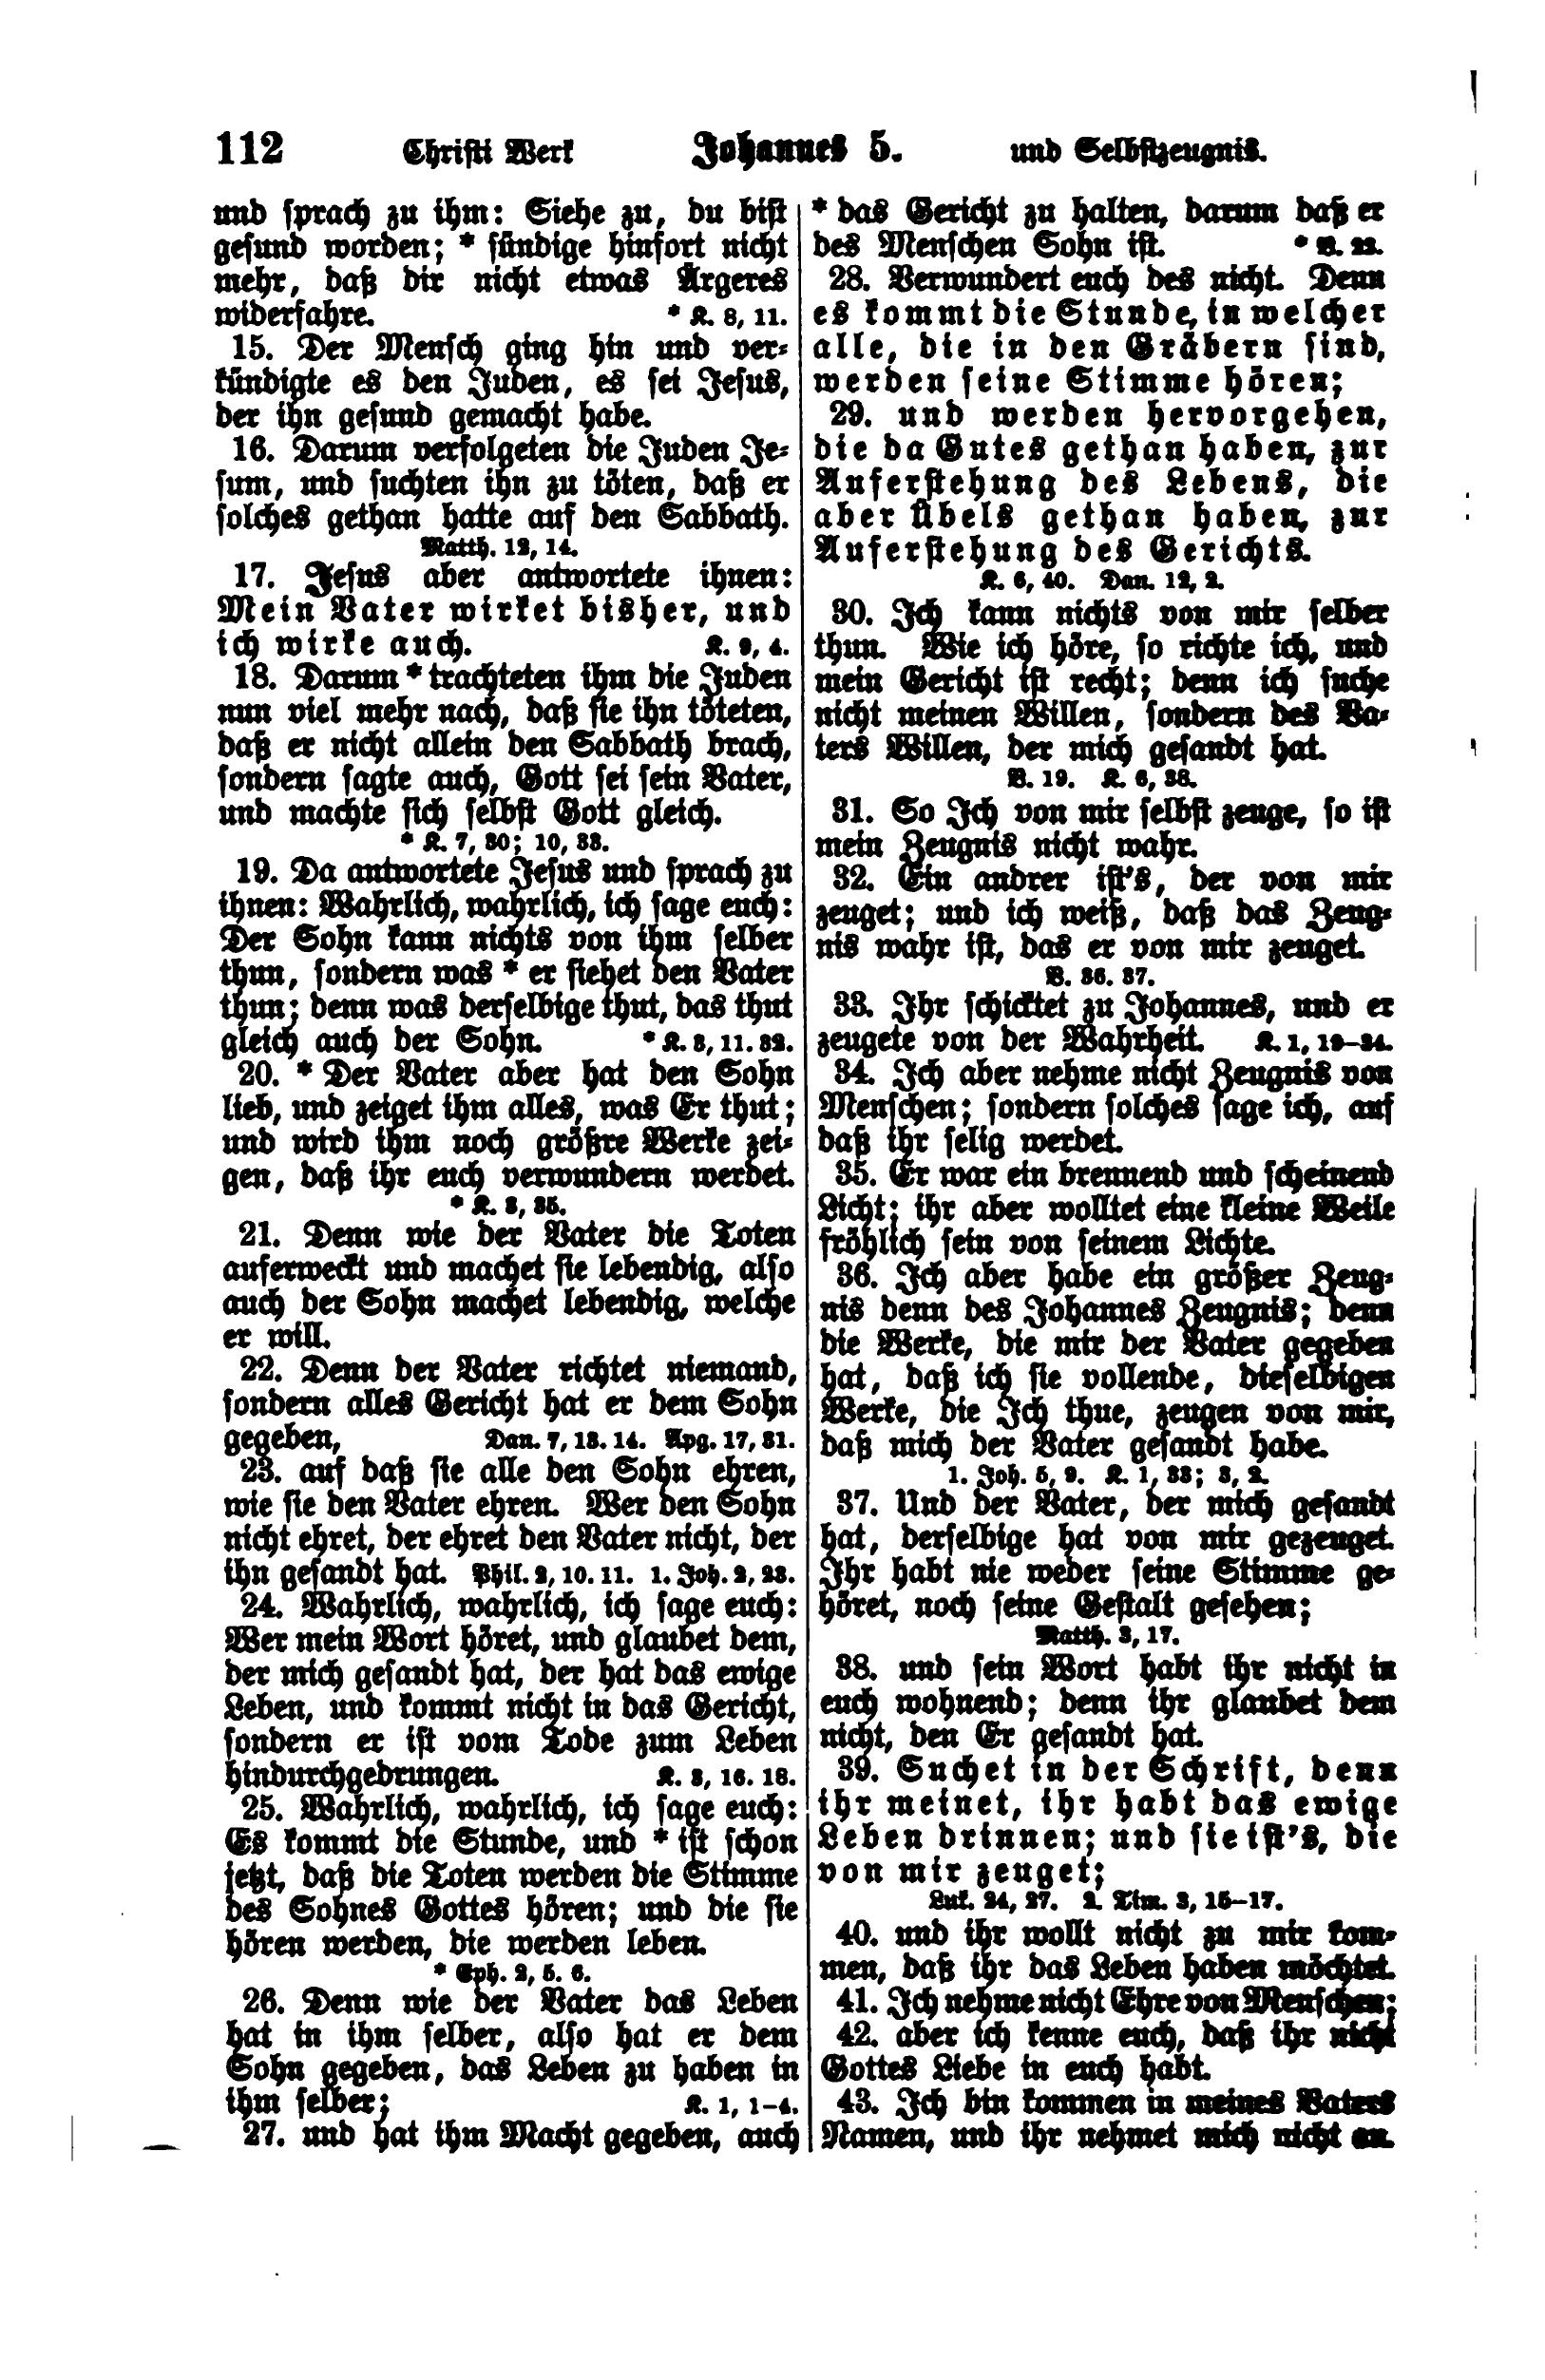 112 Christi Werk Johannes 5. und Selbstzeugnis.
und sprach zu ihm: Siehe zu, du bist
gesund worden; * sündige hinfort nicht
mehr, daß dir nicht etwas Ärgeres
widerfahre. * K. 8, 11.
15. Der Mensch ging hin und ver-
kündigte es den Juden, es sei Jesus,
der ihn gesund gemacht habe.
16. Darum verfolgeten die Juden Je-
sum, und suchten ihn zu töten, daß er
solches gethan hatte auf den Sabbath.
Matth. 12, 14.
17. Jesus aber antwortete ihnen:
Mein Vater wirket bisher, und
ich wirke auch. K. 9, 4.
18. Darum * trachteten ihm die Juden
nun viel mehr nach, daß sie ihn töteten,
daß er nicht allein den Sabbath brach,
sondern sagte auch, Gott sei sein Vater,
und machte sich selbst Gott gleich.
* K. 7, 30; 10, 33.
19. Da antwortete Jesus und sprach zu
ihnen: Wahrlich, wahrlich, ich sage euch:
Der Sohn kann nichts von ihm selber
thun, sondern was * er siehet den Vater
thun; denn was derselbige thut, das thut
gleich auch der Sohn. * K. 3, 11. 32.
20. * Der Vater aber hat den Sohn
lieb, und zeiget ihm alles, was Er thut;
und wird ihm noch größre Werke zei-
gen, daß ihr euch verwundern werdet.
* K. 3, 35.
21. Denn wie der Vater die Toten
auferweckt und machet sie lebendig, also
auch der Sohn machet lebendig, welche
er will.
22. Denn der Vater richtet niemand,
sondern alles Gericht hat er dem Sohn
gegeben, Dan. 7, 13. 14. Apg. 17, 31.
23. auf daß sie alle den Sohn ehren,
wie sie den Vater ehren. Wer den Sohn
nicht ehret, der ehret den Vater nicht, der
ihn gesandt hat. Phil. 2, 10. 11. 1. Joh. 2, 23.
24. Wahrlich, wahrlich, ich sage euch:
Wer mein Wort höret, und glaubet dem,
der mich gesandt hat, der hat das ewige
Leben, und kommt nicht in das Gericht,
sondern er ist vom Tode zum Leben
hindurchgedrungen. K. 3, 16. 18.
25. Wahrlich, wahrlich, ich sage euch:
Es kommt die Stunde, und * ist schon
jetzt, daß die Toten werden die Stimme
des Sohnes Gottes hören; und die sie
hören werden, die werden leben.
* Eph. 2, 5. 6.
26. Denn wie der Vater das Leben
hat in ihm selber, also hat er dem
Sohn gegeben, das Leben zu haben in
ihm selber; K. 1, 1-4.
27. und hat ihm Macht gegeben, auch
* das Gericht zu halten, darum daß er
des Menschen Sohn ist. * V. 22.
28. Verwundert euch des nicht. Denn
es kommt die Stunde, in welcher
alle, die in den Gräbern sind,
werden seine Stimme hören;
29. und werden hervorgehen,
die da Gutes gethan haben, zur
Auferstehung des Lebens, die
aber Übels gethan haben, zur
Auferstehung des Gerichts.
K. 6, 40. Dan. 12, 2.
30. Ich kann nichts von mir selber
thun. Wie ich höre, so richte ich, und
mein Gericht ist recht; denn ich suche
nicht meinen Willen, sondern des Va-
ters Willen, der mich gesandt hat.
V. 19. K. 6, 38.
31. So Ich von mir selbst zeuge, so ist
mein Zeugnis nicht wahr.
32. Ein andrer ist's, der von mir
zeuget; und ich weiß, daß das Zeug-
nis wahr ist, das er von mir zeuget.
V. 36. 37.
33. Ihr schicktet zu Johannes, und er
zeugete von der Wahrheit. K. 1, 19-34.
34. Ich aber nehme nicht Zeugnis von
Menschen; sondern solches sage ich, auf
daß ihr selig werdet.
35. Er war ein brennend und scheinend
Licht; ihr aber wolltet eine kleine Weile
fröhlich sein von seinem Lichte.
36. Ich aber habe ein größer Zeug-
nis denn des Johannes Zeugnis; denn
die Werke, die mir der Vater gegeben
hat, daß ich sie vollende, dieselbigen
Werke, die Ich thue, zeugen von mir,
daß mich der Vater gesandt habe.
1. Joh. 5, 9. K. 1, 33; 3, 2.
37. Und der Vater, der mich gesandt
hat, derselbige hat von mir gezeuget.
Ihr habt nie weder seine Stimme ge-
höret, noch seine Gestalt gesehen;
Matth. 3, 17.
38. und sein Wort habt ihr nicht in
euch wohnend; denn ihr glaubet dem
nicht, den Er gesandt hat.
39. Suchet in der Schrift, denn
ihr meinet, ihr habt das ewige
Leben drinnen; und sie ist's, die
von mir zeuget;
Luk. 24, 27. 2. Tim. 3, 15-17.
40. und ihr wollt nicht zu mir kom-
men, daß ihr das Leben haben möchtet.
41. Ich nehme nicht Ehre von Menschen;
42. aber ich kenne euch, daß ihr nicht
Gottes Liebe in euch habt.
43. Ich bin kommen in meines Vaters
Namen, und ihr nehmet mich nicht an.